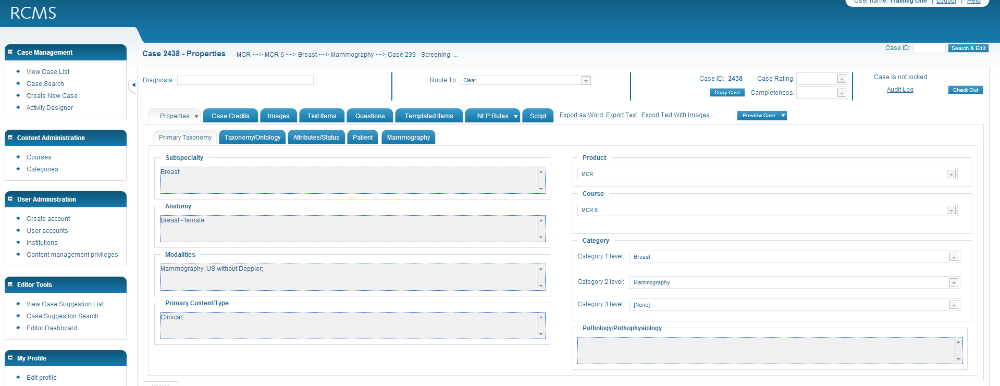 User name: Training One | Logout | Help
RCMS
Case Management
View Case List
Case Search
Create New Case
Activity Designer
Content Administration
Courses
Categories
User Administration
Create account
User accounts
Institutions
Content management privileges
Editor Tools
View Case Suggestion List
Case Suggestion Search
Editor Dashboard
My Profile
Edit profile
Case 2438 - Properties MCR ~~> MCR 6 ~~> Breast ~~> Mammography ~~> Case 239 - Screening, ...
Case ID: Search & Edit
Diagnosis:
Route To : Clear
Case ID: 2438 Case Rating:
Copy Case Completeness:
Case is not locked
Audit Log Check Out
Properties Case Credits Images Text Items Questions Templated Items NLP Rules Script Export as Word Export Text Export Text With Images Preview Case
Primary Taxonomy Taxonomy/Ontology Attributes/Status Patient Mammography
Subspecialty
Breast;
Anatomy
Breast - female
Modalities
Mammography; US without Doppler;
Primary Content/Type
Clinical;
Product
MCR
Course
MCR 6
Category
Category 1 level: Breast
Category 2 level: Mammography
Category 3 level: [None]
Pathology/Pathophysiology
Update